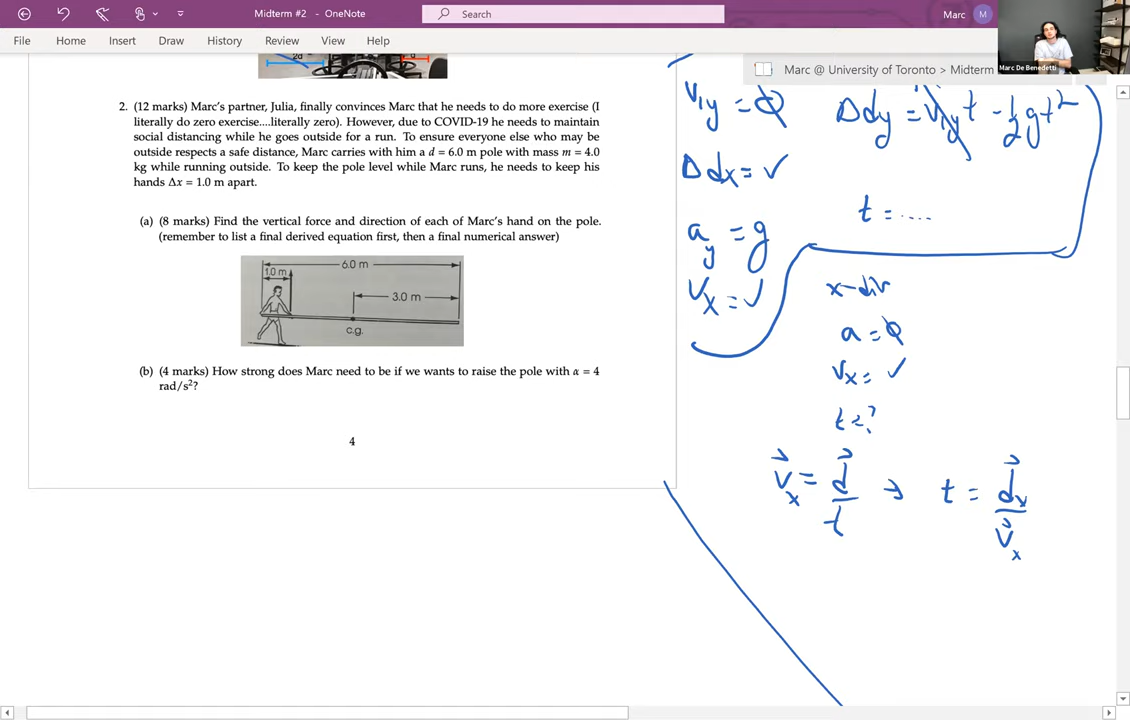 Midterm #2 - OneNote
Search
Marc
M
File
Home
Insert
Draw
History
Review
View
Help
Marc De Benedetti
Marc @ University of Toronto > Midterm
2d
2. (12 marks) Marc's partner, Julia, finally convinces Marc that he needs to do more exercise (I
literally do zero exercise....literally zero). However, due to COVID-19 he needs to maintain
social distancing while he goes outside for a run. To ensure everyone else who may be
outside respects a safe distance, Marc carries with him a d = 6.0 m pole with mass m = 4.0
kg while running outside. To keep the pole level while Marc runs, he needs to keep his
hands Δx = 1.0 m apart.
(a) (8 marks) Find the vertical force and direction of each of Marc's hand on the pole.
(remember to list a final derived equation first, then a final numerical answer)
6.0 m
1.0 m
3.0 m
c.g.
(b) (4 marks) How strong does Marc need to be if we wants to raise the pole with α = 4
rad/s²?
4
V₁y = 0
Δdx = ✓
ay = g
Vx = ✓
Δdy = V₁yt - ½gt²
t = ....
x-dir
a = 0
Vx = ✓
t = ?
V⃗x = d⃗/t → t = d⃗x/V⃗x